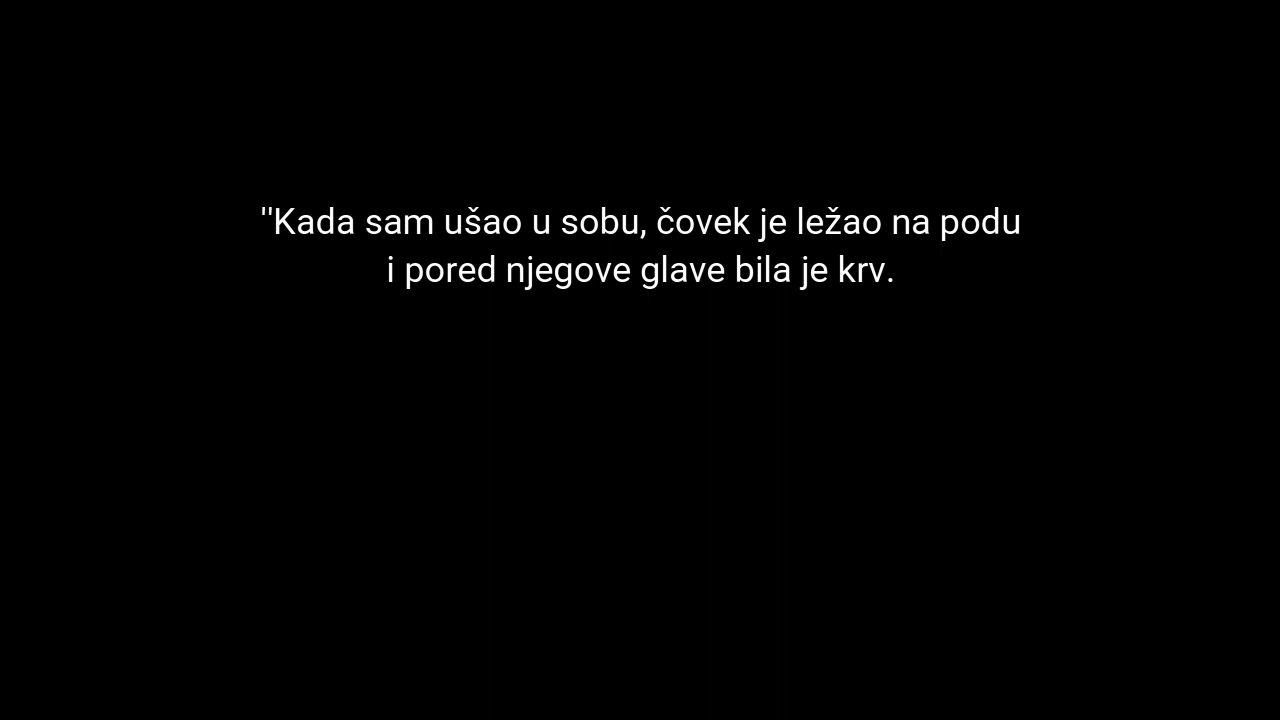 "Kada sam ušao u sobu, čovek je ležao na podu
i pored njegove glave bila je krv.